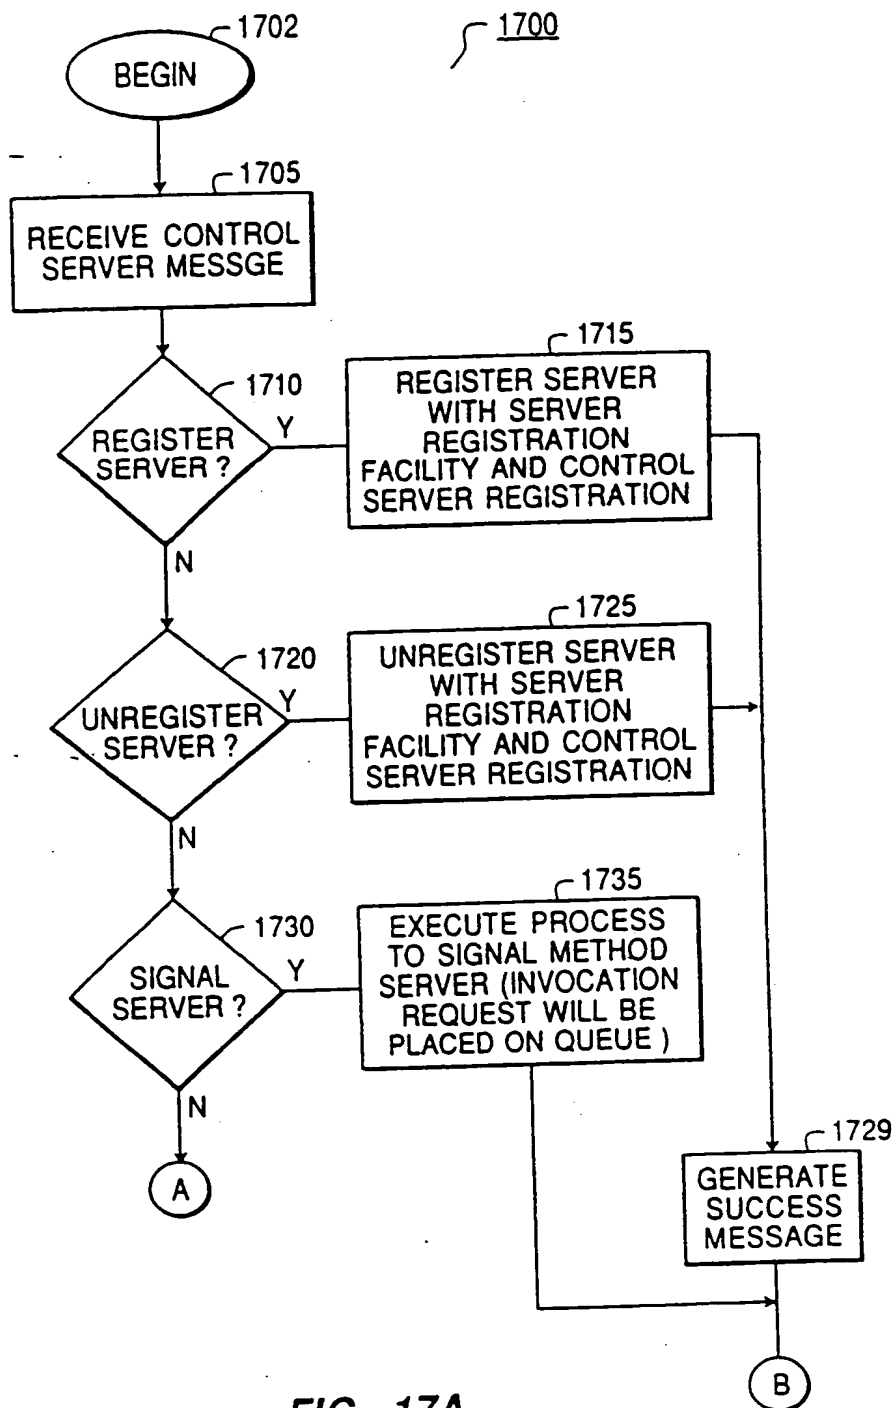 1702
1700
BEGIN
1705
RECEIVE CONTROL
SERVER MESSGE
1710
REGISTER
SERVER ?
Y
N
1715
REGISTER SERVER
WITH SERVER
REGISTRATION
FACILITY AND CONTROL
SERVER REGISTRATION
1720
UNREGISTER
SERVER ?
Y
N
1725
UNREGISTER SERVER
WITH SERVER
REGISTRATION
FACILITY AND CONTROL
SERVER REGISTRATION
1730
SIGNAL
SERVER ?
Y
N
1735
EXECUTE PROCESS
TO SIGNAL METHOD
SERVER (INVOCATION
REQUEST WILL BE
PLACED ON QUEUE )
A
1729
GENERATE
SUCCESS
MESSAGE
B
FIG. 17A